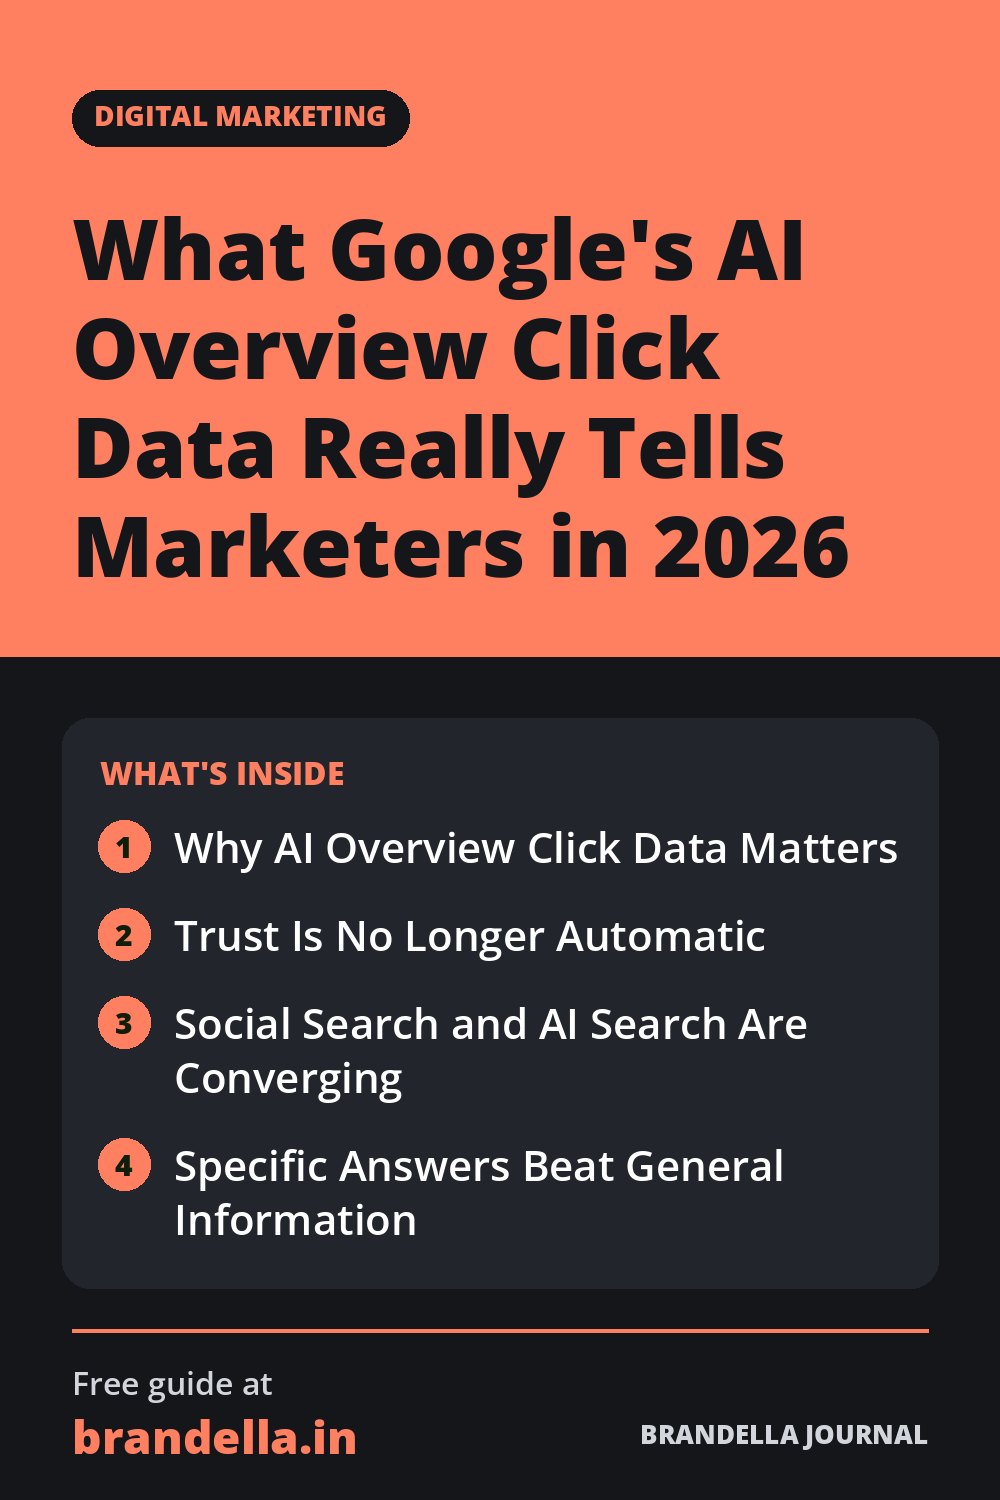 DIGITAL MARKETING
What Google's AI
Overview Click
Data Really Tells
Marketers in 2026
WHAT'S INSIDE
1 Why AI Overview Click Data Matters
2 Trust Is No Longer Automatic
3 Social Search and AI Search Are
Converging
4 Specific Answers Beat General
Information
Free guide at
brandella.in
BRANDELLA JOURNAL